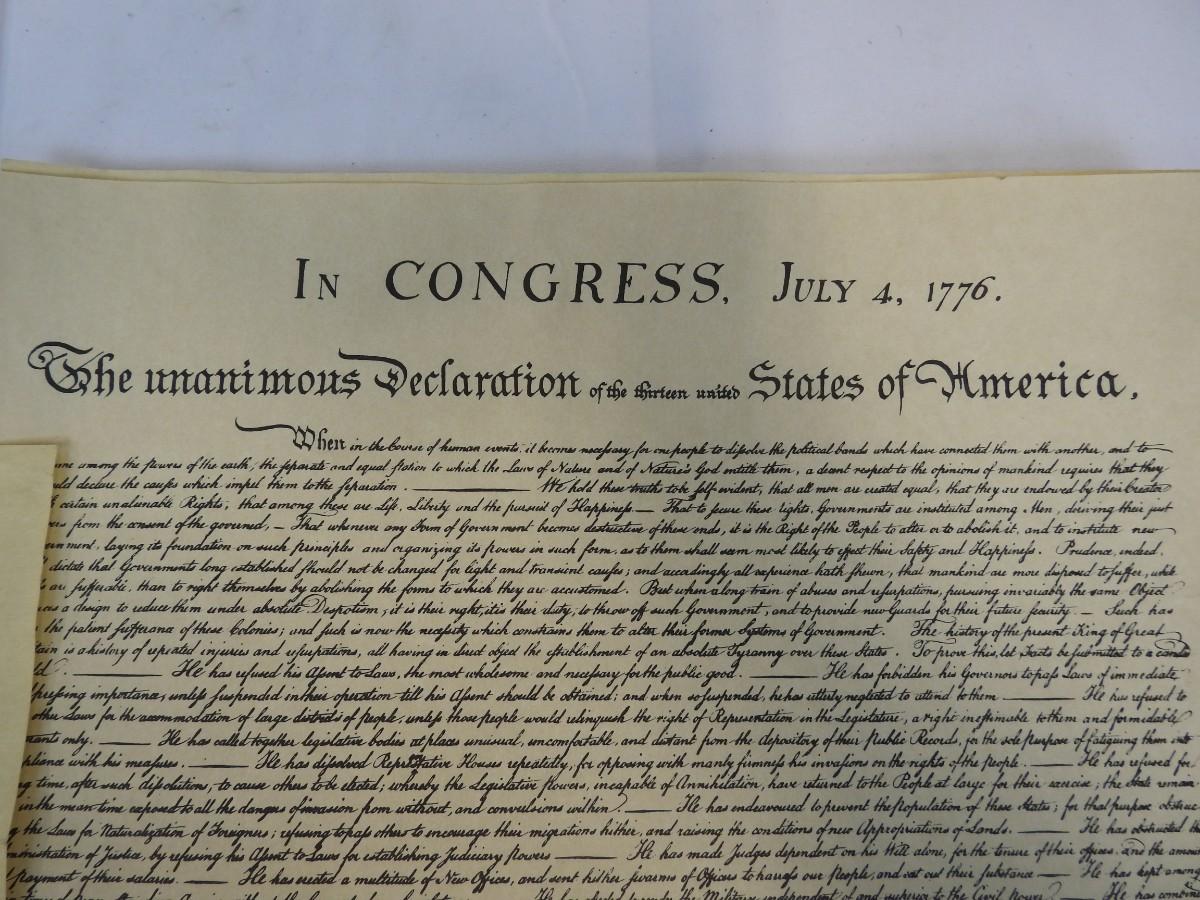 IN CONGRESS, JULY 4, 1776.
The unanimous Declaration of the thirteen united States of America,
When in the Course of human events, it becomes necessary for one people to dissolve the political bands which have connected them with another, and to
among the powers of the earth, the separate and equal station to which the Laws of Nature and of Nature's God entitle them, a decent respect to the opinions of mankind requires that they
declare the causes which impel them to the separation. We hold these truths to be self-evident, that all men are created equal, that they are endowed by their Creator
certain unalienable Rights, that among these are Life, Liberty and the pursuit of Happiness. — That to secure these rights, Governments are instituted among Men, deriving their just
from the consent of the governed, — That whenever any Form of Government becomes destructive of these ends, it is the Right of the People to alter or to abolish it, and to institute new
laying its foundation on such principles and organizing its powers in such form, as to them shall seem most likely to effect their Safety and Happiness. Prudence, indeed,
dictate that Governments long established should not be changed for light and transient causes; and accordingly all experience hath shewn, that mankind are more disposed to suffer, while
are sufferable, than to right themselves by abolishing the forms to which they are accustomed. But when a long train of abuses and usurpations, pursuing invariably the same Object
a design to reduce them under absolute Despotism, it is their right, it is their duty, to throw off such Government, and to provide new Guards for their future security. — Such has
the patient sufferance of these Colonies; and such is now the necessity which constrains them to alter their former Systems of Government. The history of the present King of Great
is a history of repeated injuries and usurpations, all having in direct object the establishment of an absolute Tyranny over these States. To prove this, let Facts be submitted to a candid
He has refused his Assent to Laws, the most wholesome and necessary for the public good. He has forbidden his Governors to pass Laws of immediate
pressing importance, unless suspended in their operation till his Assent should be obtained; and when so suspended, he has utterly neglected to attend to them He has refused to
other Laws for the accommodation of large districts of people, unless those people would relinquish the right of Representation in the Legislature, a right inestimable to them and formidable
only. He has called together legislative bodies at places unusual, uncomfortable, and distant from the depository of their Public Records, for the sole purpose of fatiguing them into
with his measures. He has dissolved Representative Houses repeatedly, for opposing with manly firmness his invasions on the rights of the people. He has refused for
time, after such dissolutions, to cause others to be elected; whereby the Legislative powers, incapable of Annihilation, have returned to the People at large for their exercise; the State remain
in the mean time exposed to all the dangers of invasion from without, and convulsions within. He has endeavoured to prevent the population of these States; for that purpose
the Laws for Naturalization of Foreigners; refusing to pass others to encourage their migrations hither, and raising the conditions of new Appropriations of Lands. He has obstructed
of Justice, by refusing his Assent to Laws for establishing Judiciary powers He has made Judges dependent on his Will alone, for the tenure of their offices, and the
payment of their salaries. He has erected a multitude of New Offices, and sent hither swarms of Officers to harrass our people, and eat out their substance He has kept among
the Military independent of and superior to the Civil power He has